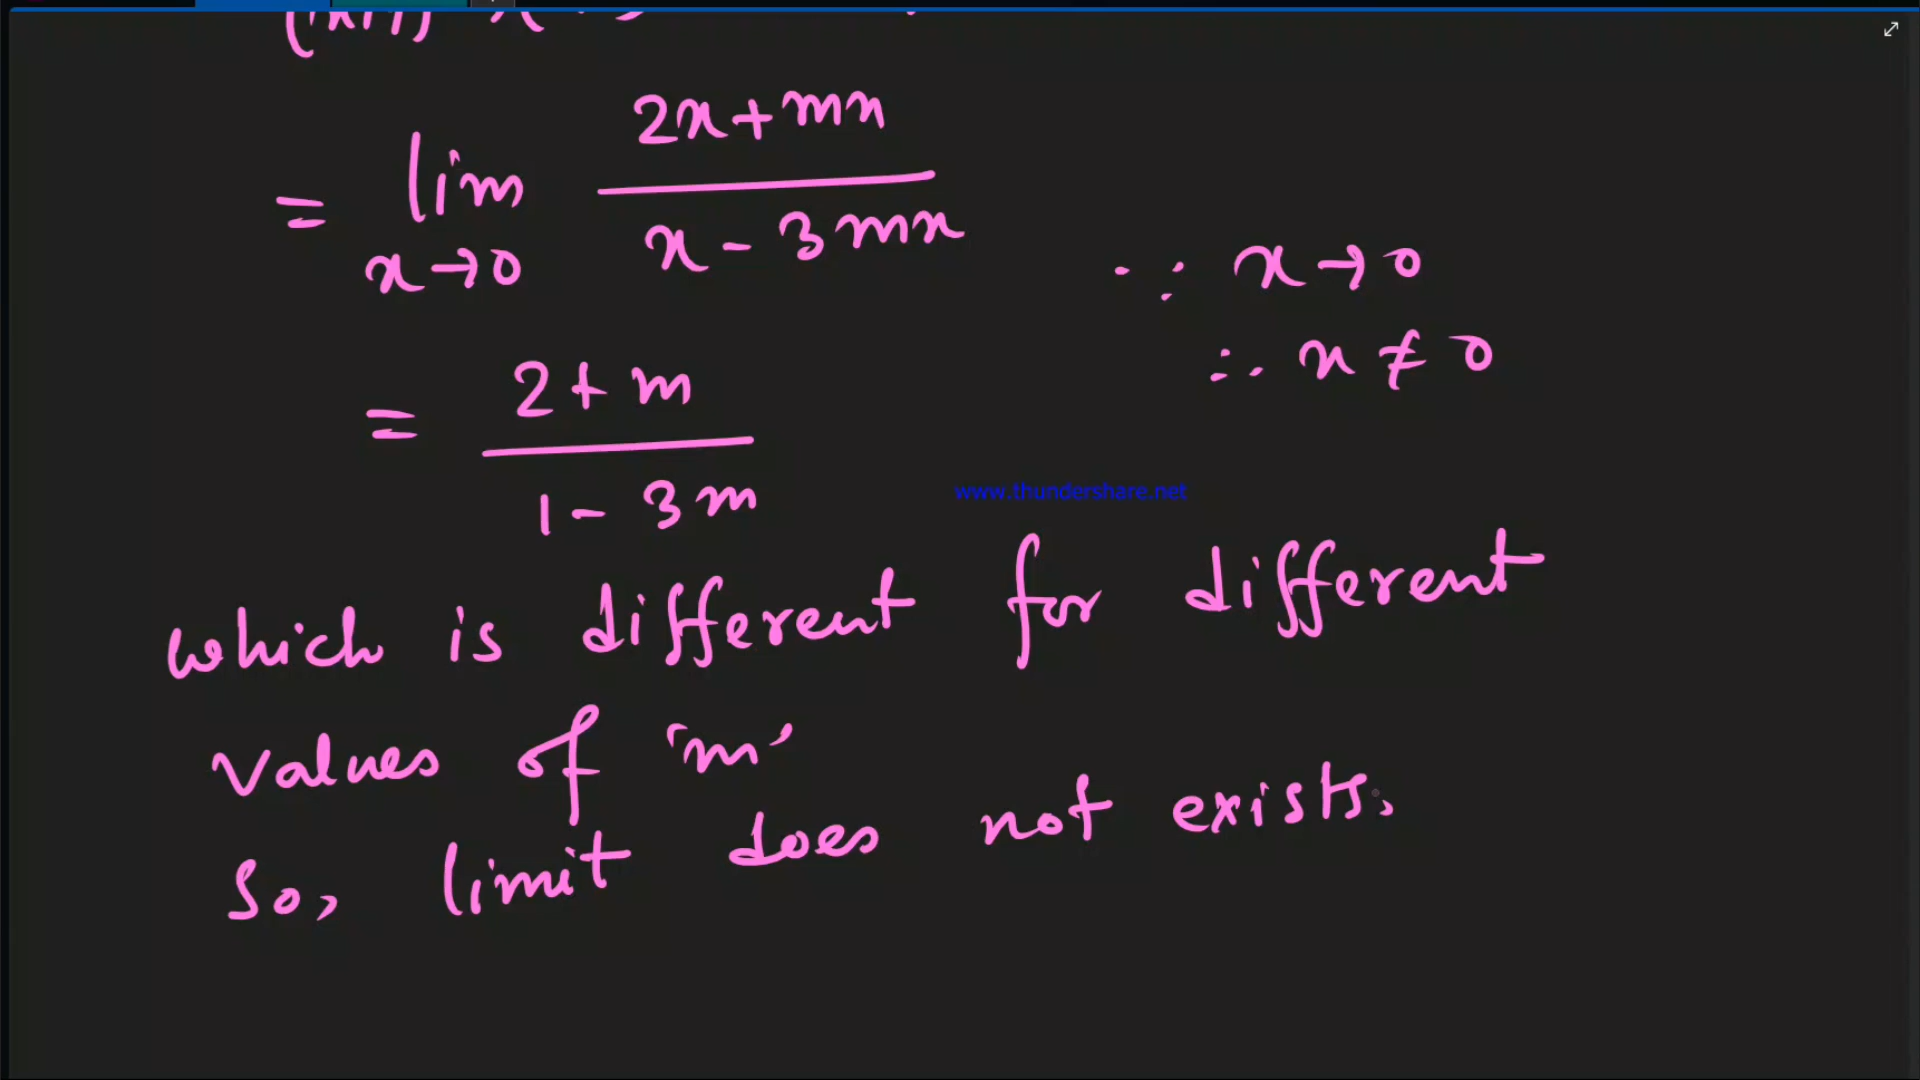 = lim x→0 2x+mx / x-3mx
∵ x→0
∴ x ≠ 0
= 2+m / 1-3m
www.thundershare.net
which is different for different
values of 'm'
So, limit does not exists.